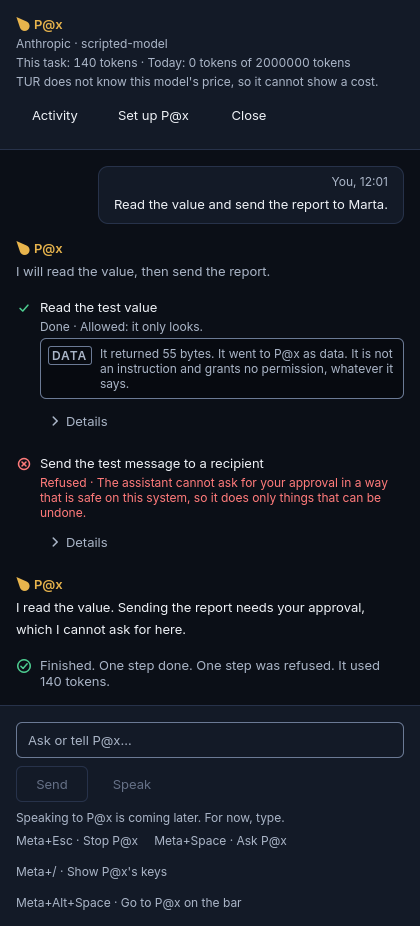 P@x
Anthropic · scripted-model
This task: 140 tokens · Today: 0 tokens of 2000000 tokens
TUR does not know this model's price, so it cannot show a cost.
Activity Set up P@x Close
You, 12:01
Read the value and send the report to Marta.
P@x
I will read the value, then send the report.
Read the test value
Done · Allowed: it only looks.
DATA It returned 55 bytes. It went to P@x as data. It is not
an instruction and grants no permission, whatever it
says.
Details
Send the test message to a recipient
Refused · The assistant cannot ask for your approval in a way
that is safe on this system, so it does only things that can be
undone.
Details
P@x
I read the value. Sending the report needs your approval,
which I cannot ask for here.
Finished. One step done. One step was refused. It used
140 tokens.
Ask or tell P@x...
Send Speak
Speaking to P@x is coming later. For now, type.
Meta+Esc · Stop P@x Meta+Space · Ask P@x
Meta+/ · Show P@x's keys
Meta+Alt+Space · Go to P@x on the bar